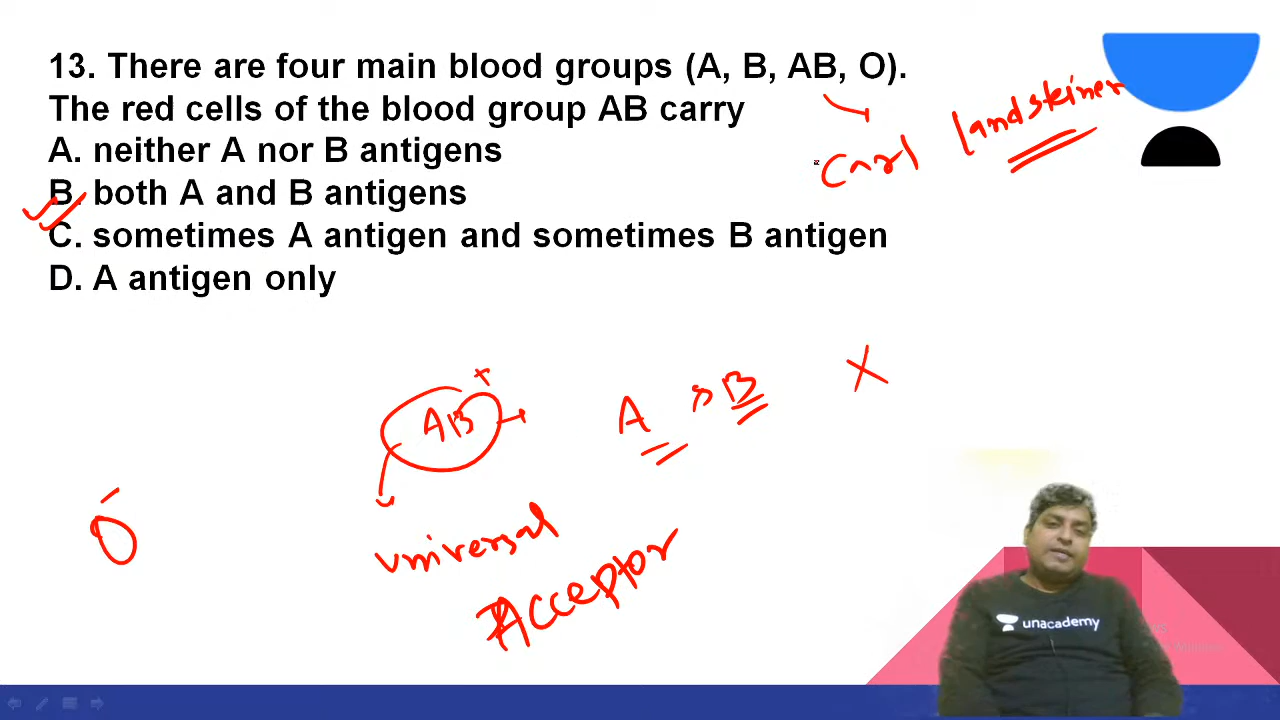 13. There are four main blood groups (A, B, AB, O).
The red cells of the blood group AB carry
A. neither A nor B antigens
B. both A and B antigens
C. sometimes A antigen and sometimes B antigen
D. A antigen only
Carl landsteiner
AB+
A B X
O-
universal
Acceptor
unacademy